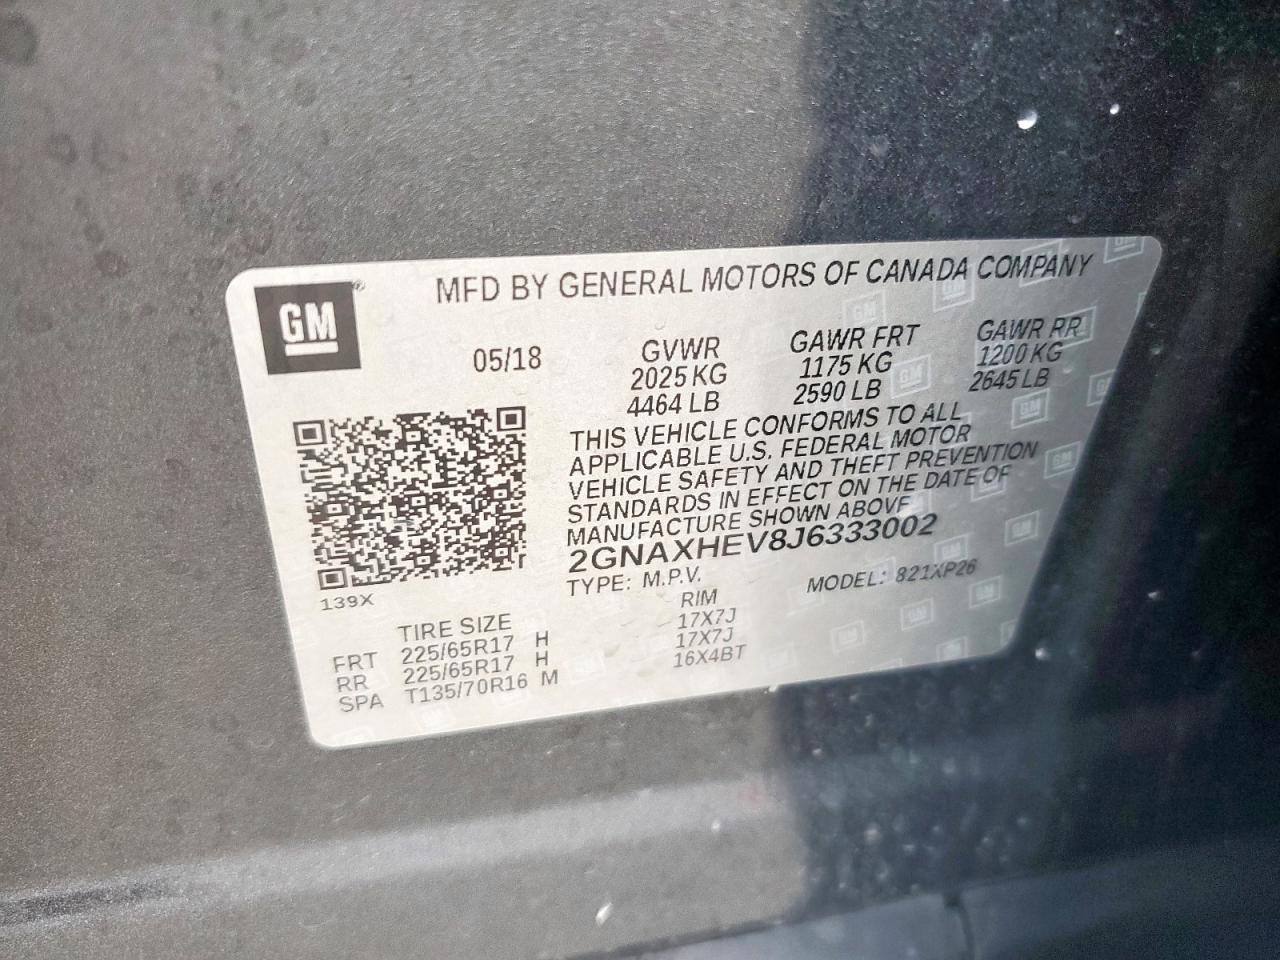 MFD BY GENERAL MOTORS OF CANADA COMPANY
GM®
05/18
GVWR GAWR FRT GAWR RR
2025 KG 1175 KG 1200 KG
4464 LB 2590 LB 2645 LB
THIS VEHICLE CONFORMS TO ALL
APPLICABLE U.S. FEDERAL MOTOR
VEHICLE SAFETY AND THEFT PREVENTION
STANDARDS IN EFFECT ON THE DATE OF
MANUFACTURE SHOWN ABOVE
2GNAXHEV8J6333002
TYPE: M.P.V. MODEL: 821XP26
139X
TIRE SIZE RIM
FRT 225/65R17 H 17X7J
RR 225/65R17 H 17X7J
SPA T135/70R16 M 16X4BT